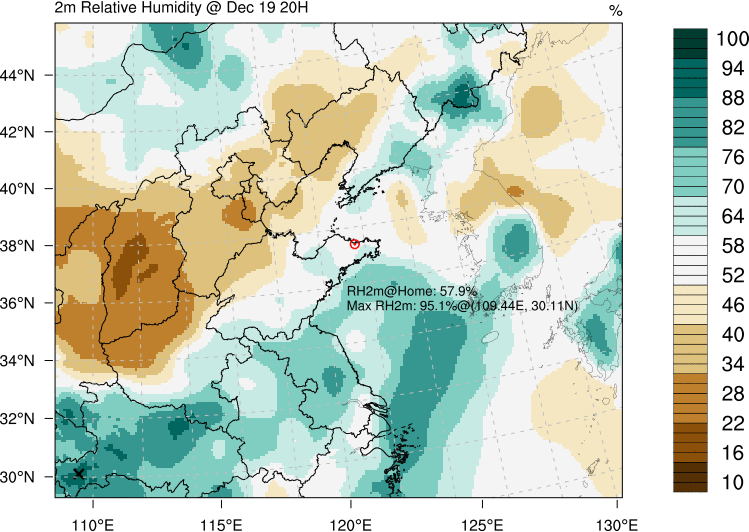 2m Relative Humidity @ Dec 19 20H
%
44°N
42°N
40°N
38°N
36°N
34°N
32°N
30°N
110°E
115°E
120°E
125°E
130°E
RH2m@Home: 57.9%
Max RH2m: 95.1%@(109.44E, 30.11N)
100
94
88
82
76
70
64
58
52
46
40
34
28
22
16
10